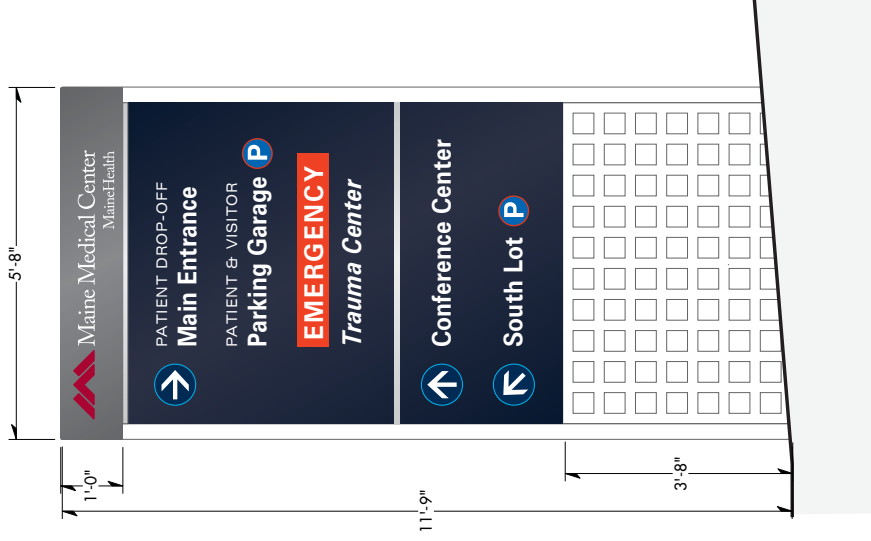 Maine Medical Center
MaineHealth
PATIENT DROP-OFF
Main Entrance
PATIENT & VISITOR
Parking Garage P
EMERGENCY
Trauma Center
Conference Center
South Lot P
5'-8"
1'-0"
11'-9"
3'-8"